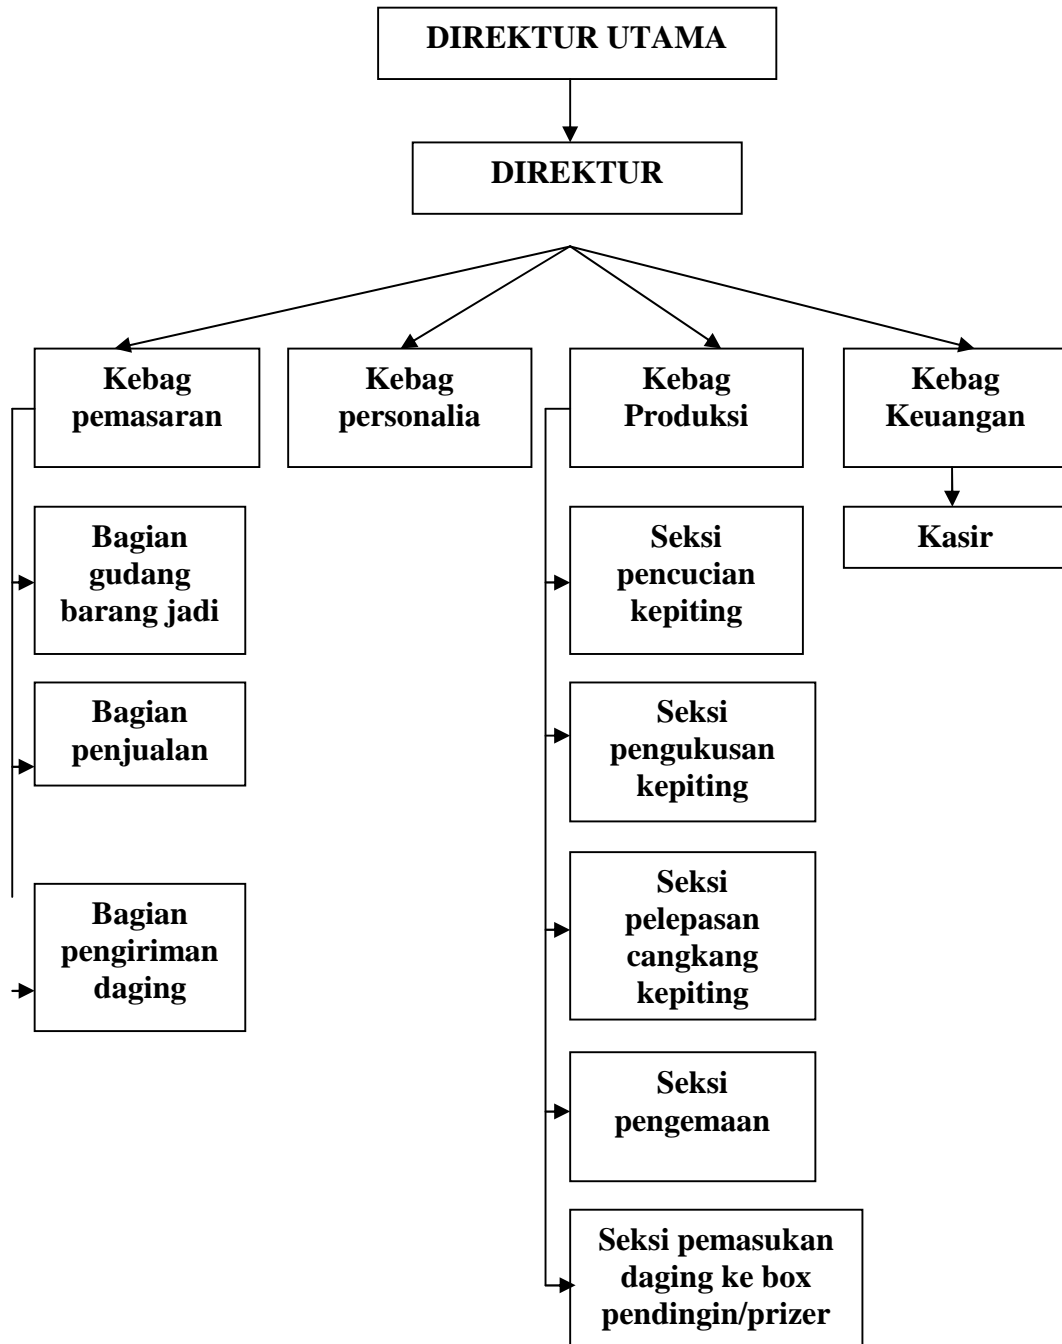 DIREKTUR UTAMA
DIREKTUR
Kebag
pemasaran
Kebag
personalia
Kebag
Produksi
Kebag
Keuangan
Bagian
gudang
barang jadi
Bagian
penjualan
Bagian
pengiriman
daging
Seksi
pencucian
kepiting
Seksi
pengukusan
kepiting
Seksi
pelepasan
cangkang
kepiting
Seksi
pengemaan
Seksi pemasukan
daging ke box
pendingin/prizer
Kasir